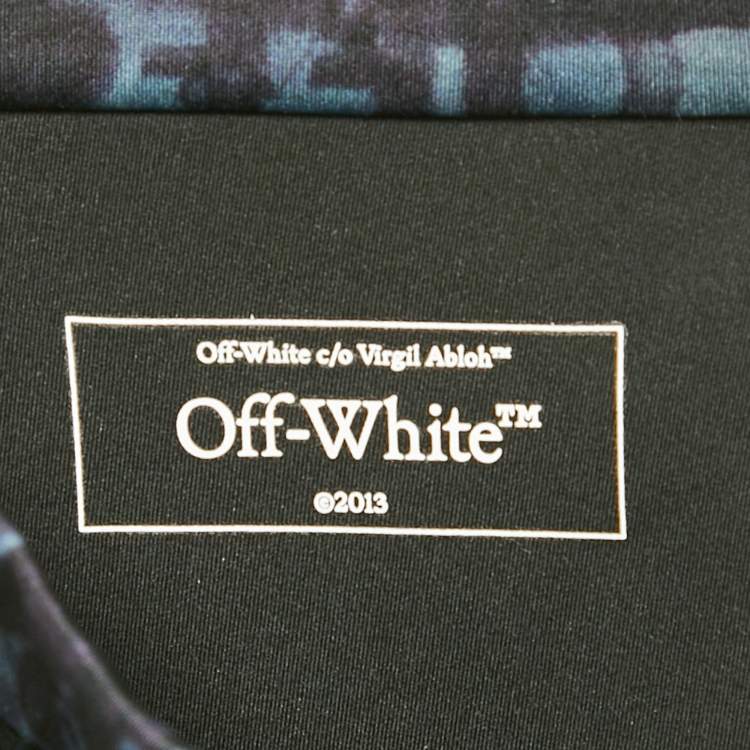 Off-White c/o Virgil Abloh™
Off-White™
©2013